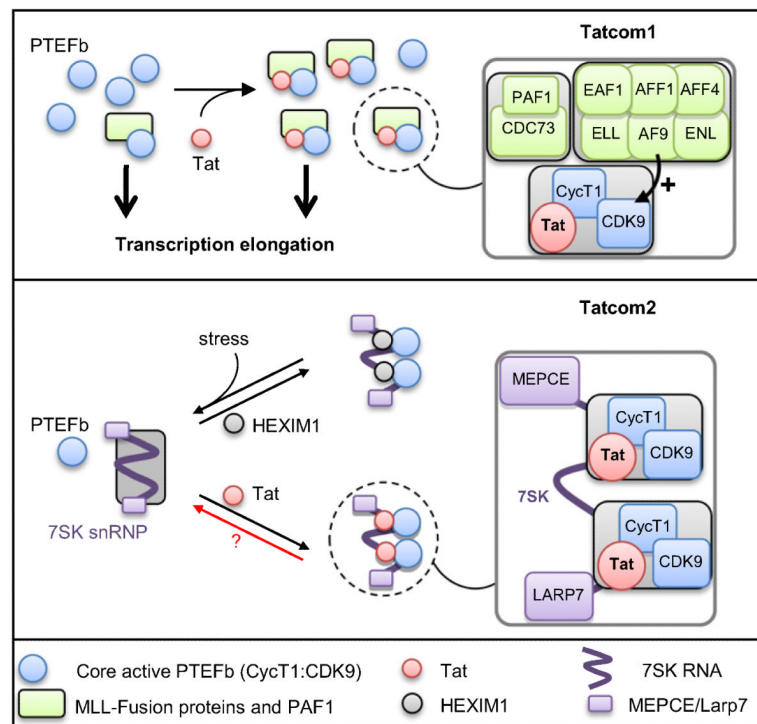 PTEFb
Tat
Transcription elongation
Tatcom1
PAF1
CDC73
EAF1 AFF1 AFF4
ELL AF9 ENL
+
CycT1
Tat
CDK9
Tatcom2
stress
HEXIM1
PTEFb
7SK snRNP
Tat
?
MEPCE
CycT1
Tat
CDK9
7SK
CycT1
Tat
CDK9
LARP7
Core active PTEFb (CycT1:CDK9)
Tat
7SK RNA
MLL-Fusion proteins and PAF1
HEXIM1
MEPCE/Larp7